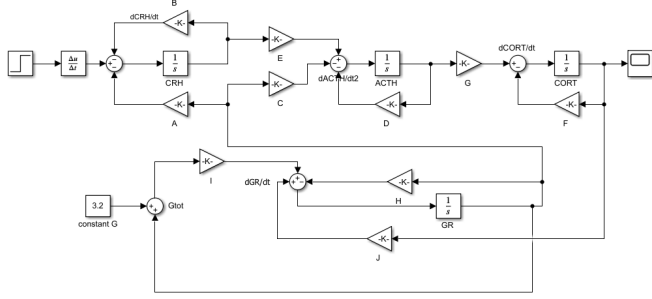 B
dCRH/dt
-K-
Δu
Δt
1
s
CRH
-K-
A
-K-
E
-K-
C
dACTH/dt2
1
s
ACTH
-K-
D
-K-
G
dCORT/dt
1
s
CORT
-K-
F
-K-
I
3.2
constant G
Gtot
dGR/dt
-K-
H
1
s
GR
-K-
J